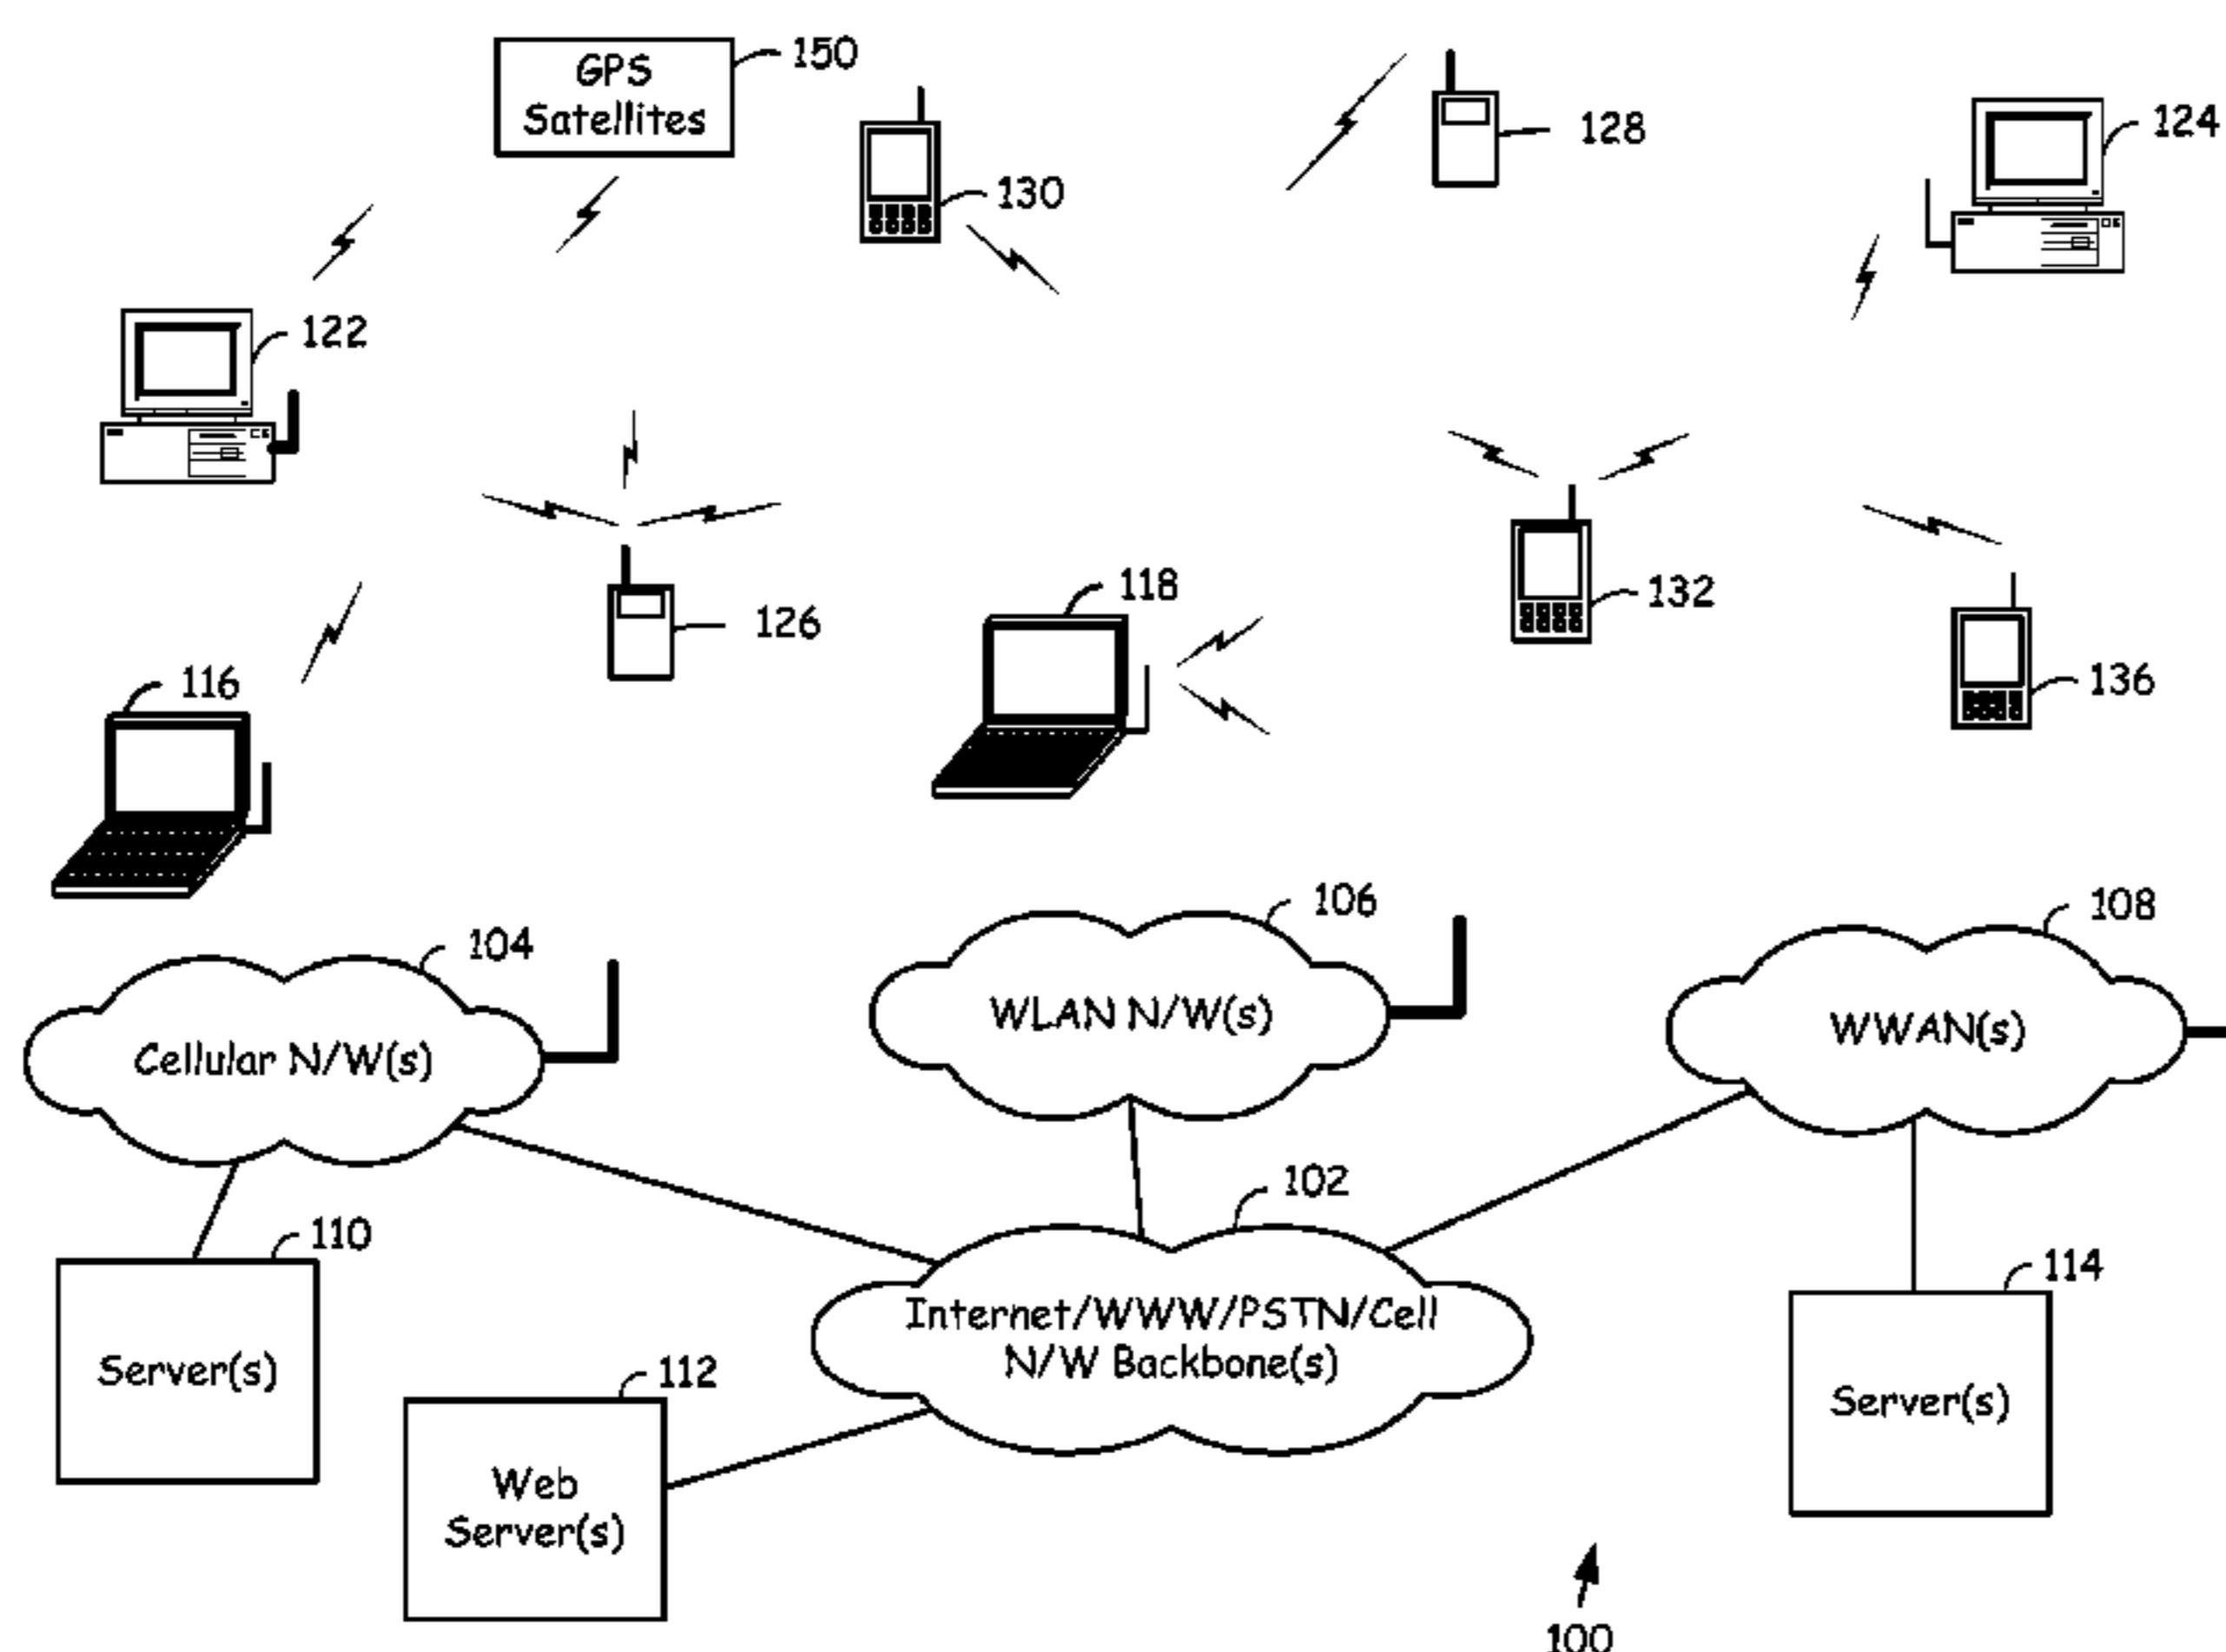 GPS
Satellites
150
130
128
124
122
126
118
132
136
116
104
106
108
Cellular N/W(s)
WLAN N/W(s)
WWAN(s)
102
110
114
Internet/WWW/PSTN/Cell
N/W Backbone(s)
Server(s)
112
Web
Server(s)
Server(s)
100